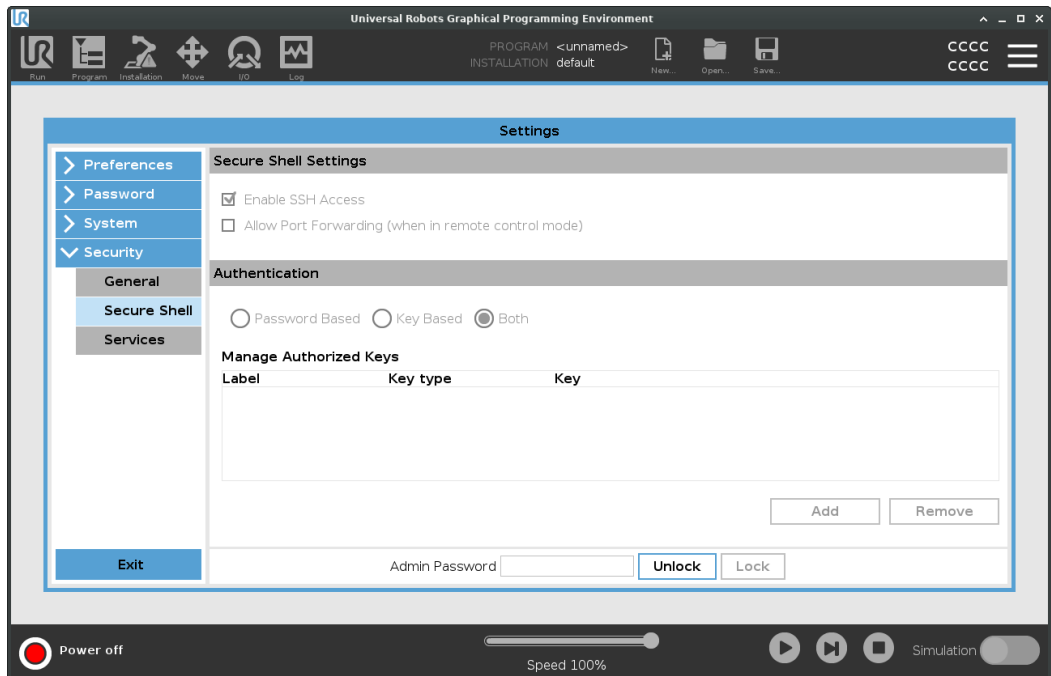 Universal Robots Graphical Programming Environment
PROGRAM <unnamed>
INSTALLATION default
CCCC
CCCC
Run
Program
Installation
Move
I/O
Log
New...
Open...
Save...
Settings
Preferences
Password
System
Security
General
Secure Shell
Services
Exit
Secure Shell Settings
Enable SSH Access
Allow Port Forwarding (when in remote control mode)
Authentication
Password Based Key Based Both
Manage Authorized Keys
Label Key type Key
Add Remove
Admin Password Unlock Lock
Power off
Speed 100%
Simulation